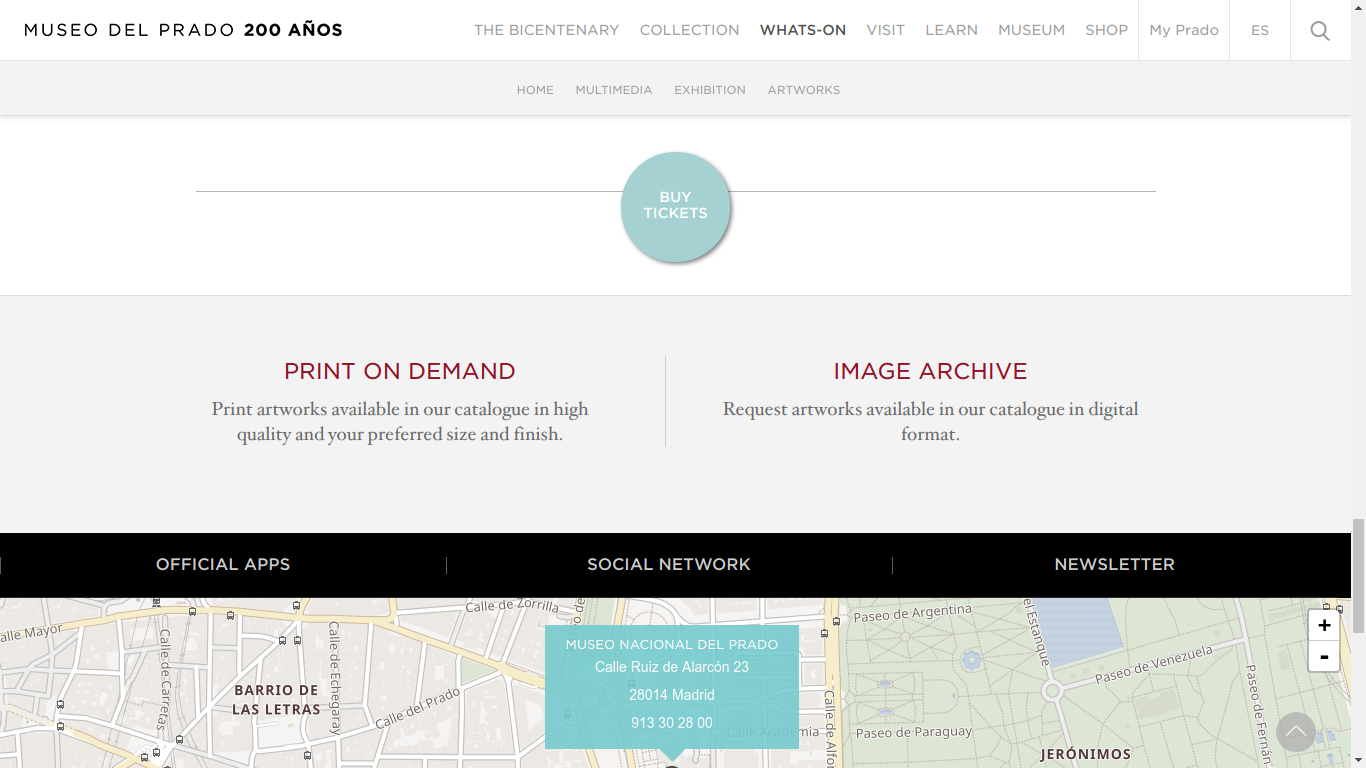 MUSEO DEL PRADO 200 AÑOS
THE BICENTENARY
COLLECTION
WHATS-ON
VISIT
LEARN
MUSEUM
SHOP
My Prado
ES
HOME
MULTIMEDIA
EXHIBITION
ARTWORKS
BUY
TICKETS
PRINT ON DEMAND
Print artworks available in our catalogue in high
quality and your preferred size and finish.
IMAGE ARCHIVE
Request artworks available in our catalogue in digital
format.
OFFICIAL APPS
SOCIAL NETWORK
NEWSLETTER
MUSEO NACIONAL DEL PRADO
Calle Ruiz de Alarcón 23
28014 Madrid
913 30 28 00
alle Mayor
Calle de Carretas
Calle de Echegaray
BARRIO DE
LAS LETRAS
Calle del Prado
Calle de Zorrilla
Calle Academia
Calle de Alfons
Paseo de Argentina
el Estanque
Paseo de Venezuela
Paseo de Paraguay
Paseo de Fernán
JERÓNIMOS
+
-